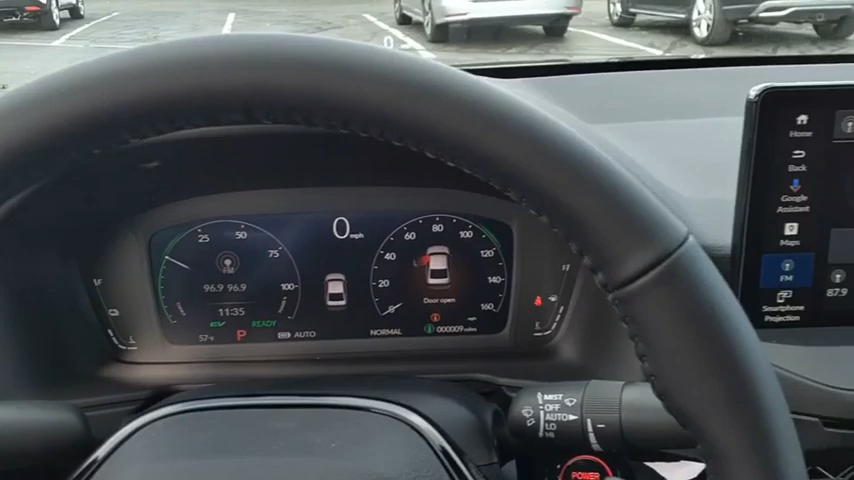 0
0 mph
25 50 75 100
FM
96.9 96.9
11:35
EV READY
57°F P AUTO
20 40 60 80 100 120 140 160
Door open
NORMAL
000009 miles
F
C
H
E
Home
Back
Google
Assistant
Maps
FM
Smartphone
Projection
87.9
MIST
OFF
AUTO
LO
HI
POWER